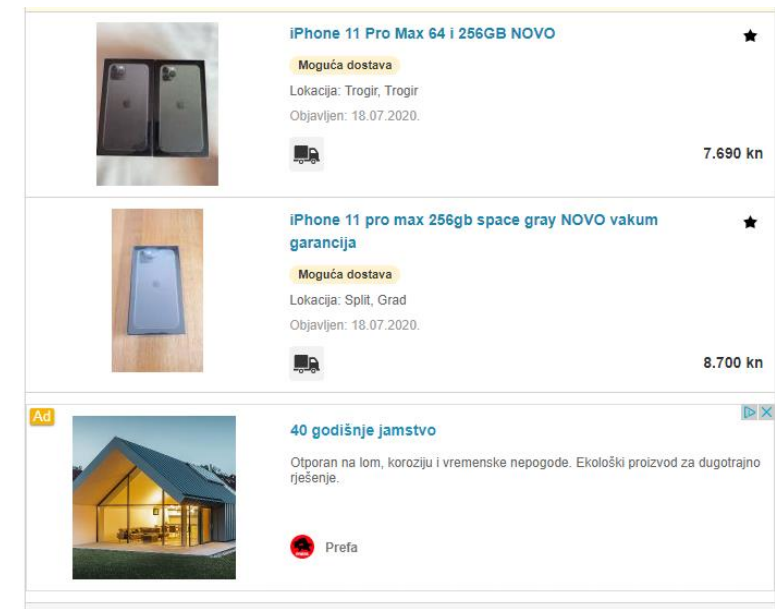 iPhone 11 Pro Max 64 i 256GB NOVO
Moguća dostava
Lokacija: Trogir, Trogir
Objavljen: 18.07.2020.
7.690 kn
iPhone 11 pro max 256gb space gray NOVO vakum
garancija
Moguća dostava
Lokacija: Split, Grad
Objavljen: 18.07.2020.
8.700 kn
Ad
40 godišnje jamstvo
Otporan na lom, koroziju i vremenske nepogode. Ekološki proizvod za dugotrajno
rješenje.
Prefa